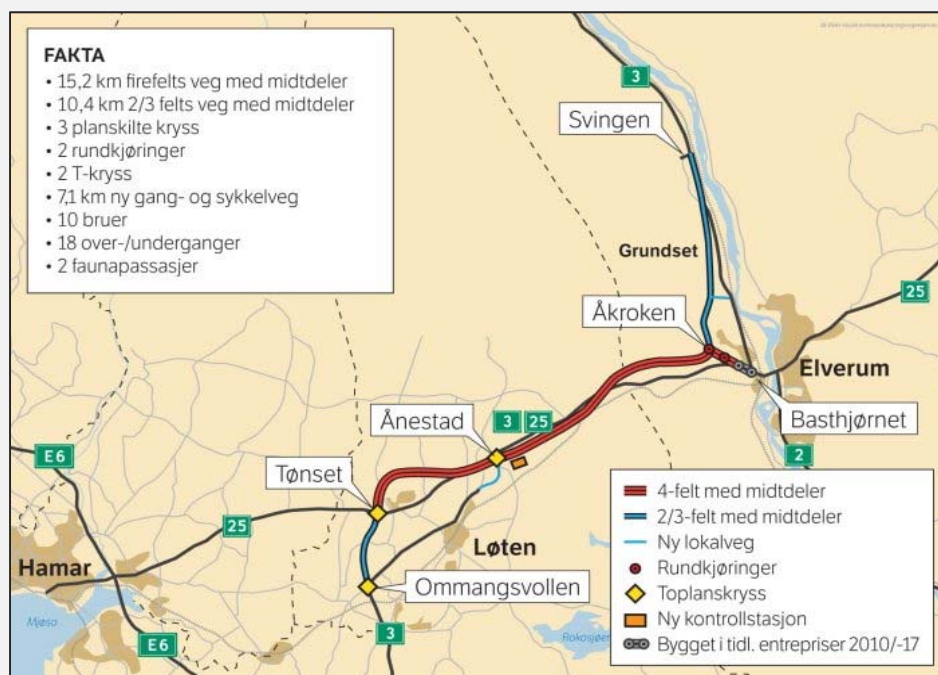 FAKTA
• 15,2 km firefelts veg med midtdeler
• 10,4 km 2/3 felts veg med midtdeler
• 3 planskilte kryss
• 2 rundkjøringer
• 2 T-kryss
• 7,1 km ny gang- og sykkelveg
• 10 bruer
• 18 over-/underganger
• 2 faunapassasjer
3
Svingen
Grundset
25
Åkroken
Elverum
Basthjørnet
3 25
Ånestad
2
Tønset
E6
25
Hamar
Løten
Ommangsvollen
Mjøsa
E6
3
Rokosjøen
4-felt med midtdeler
2/3-felt med midtdeler
Ny lokalveg
Rundkjøringer
Toplanskryss
Ny kontrollstasjon
Bygget i tidl. entrepriser 2010/-17